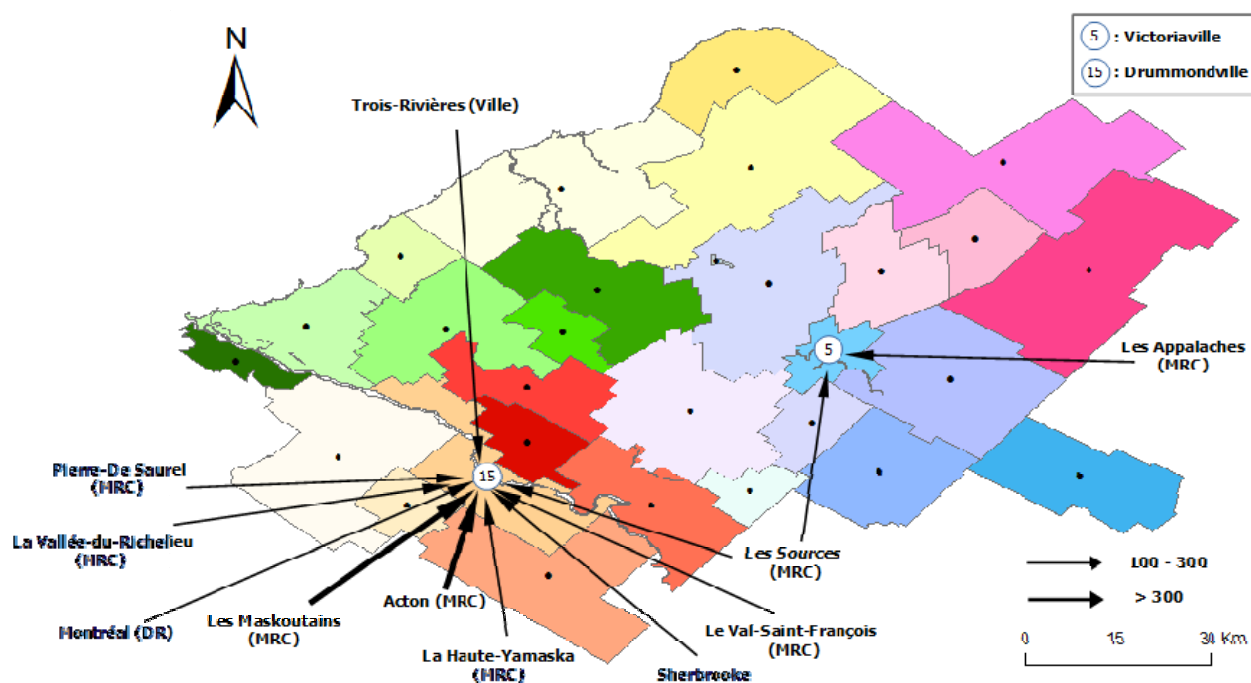 N
5 : Victoriaville
15 : Drummondville
Trois-Rivières (Ville)
5
Les Appalaches
(MRC)
15
Pierre-De Saurel
(MRC)
La Vallée-du-Richelieu
(MRC)
Montréal (DR)
Les Maskoutains
(MRC)
Acton (MRC)
La Haute-Yamaska
(MRC)
Sherbrooke
Le Val-Saint-François
(MRC)
Les Sources
(MRC)
100 - 300
> 300
0 15 30 Km